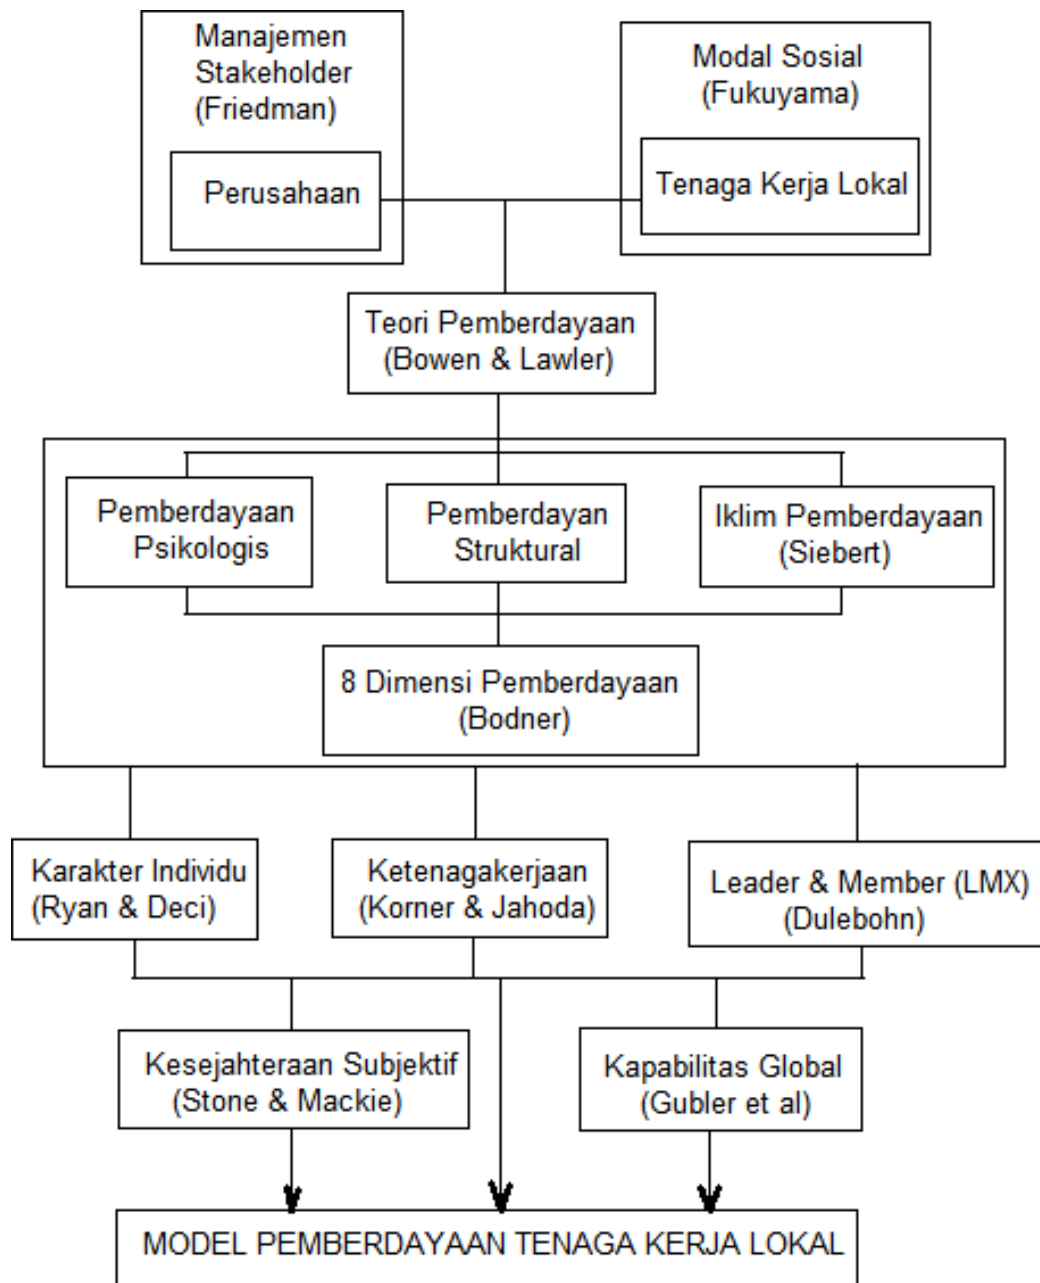 Manajemen
Stakeholder
(Friedman)
Perusahaan
Modal Sosial
(Fukuyama)
Tenaga Kerja Lokal
Teori Pemberdayaan
(Bowen & Lawler)
Pemberdayaan
Psikologis
Pemberdayan
Struktural
Iklim Pemberdayaan
(Siebert)
8 Dimensi Pemberdayaan
(Bodner)
Karakter Individu
(Ryan & Deci)
Ketenagakerjaan
(Korner & Jahoda)
Leader & Member (LMX)
(Dulebohn)
Kesejahteraan Subjektif
(Stone & Mackie)
Kapabilitas Global
(Gubler et al)
MODEL PEMBERDAYAAN TENAGA KERJA LOKAL